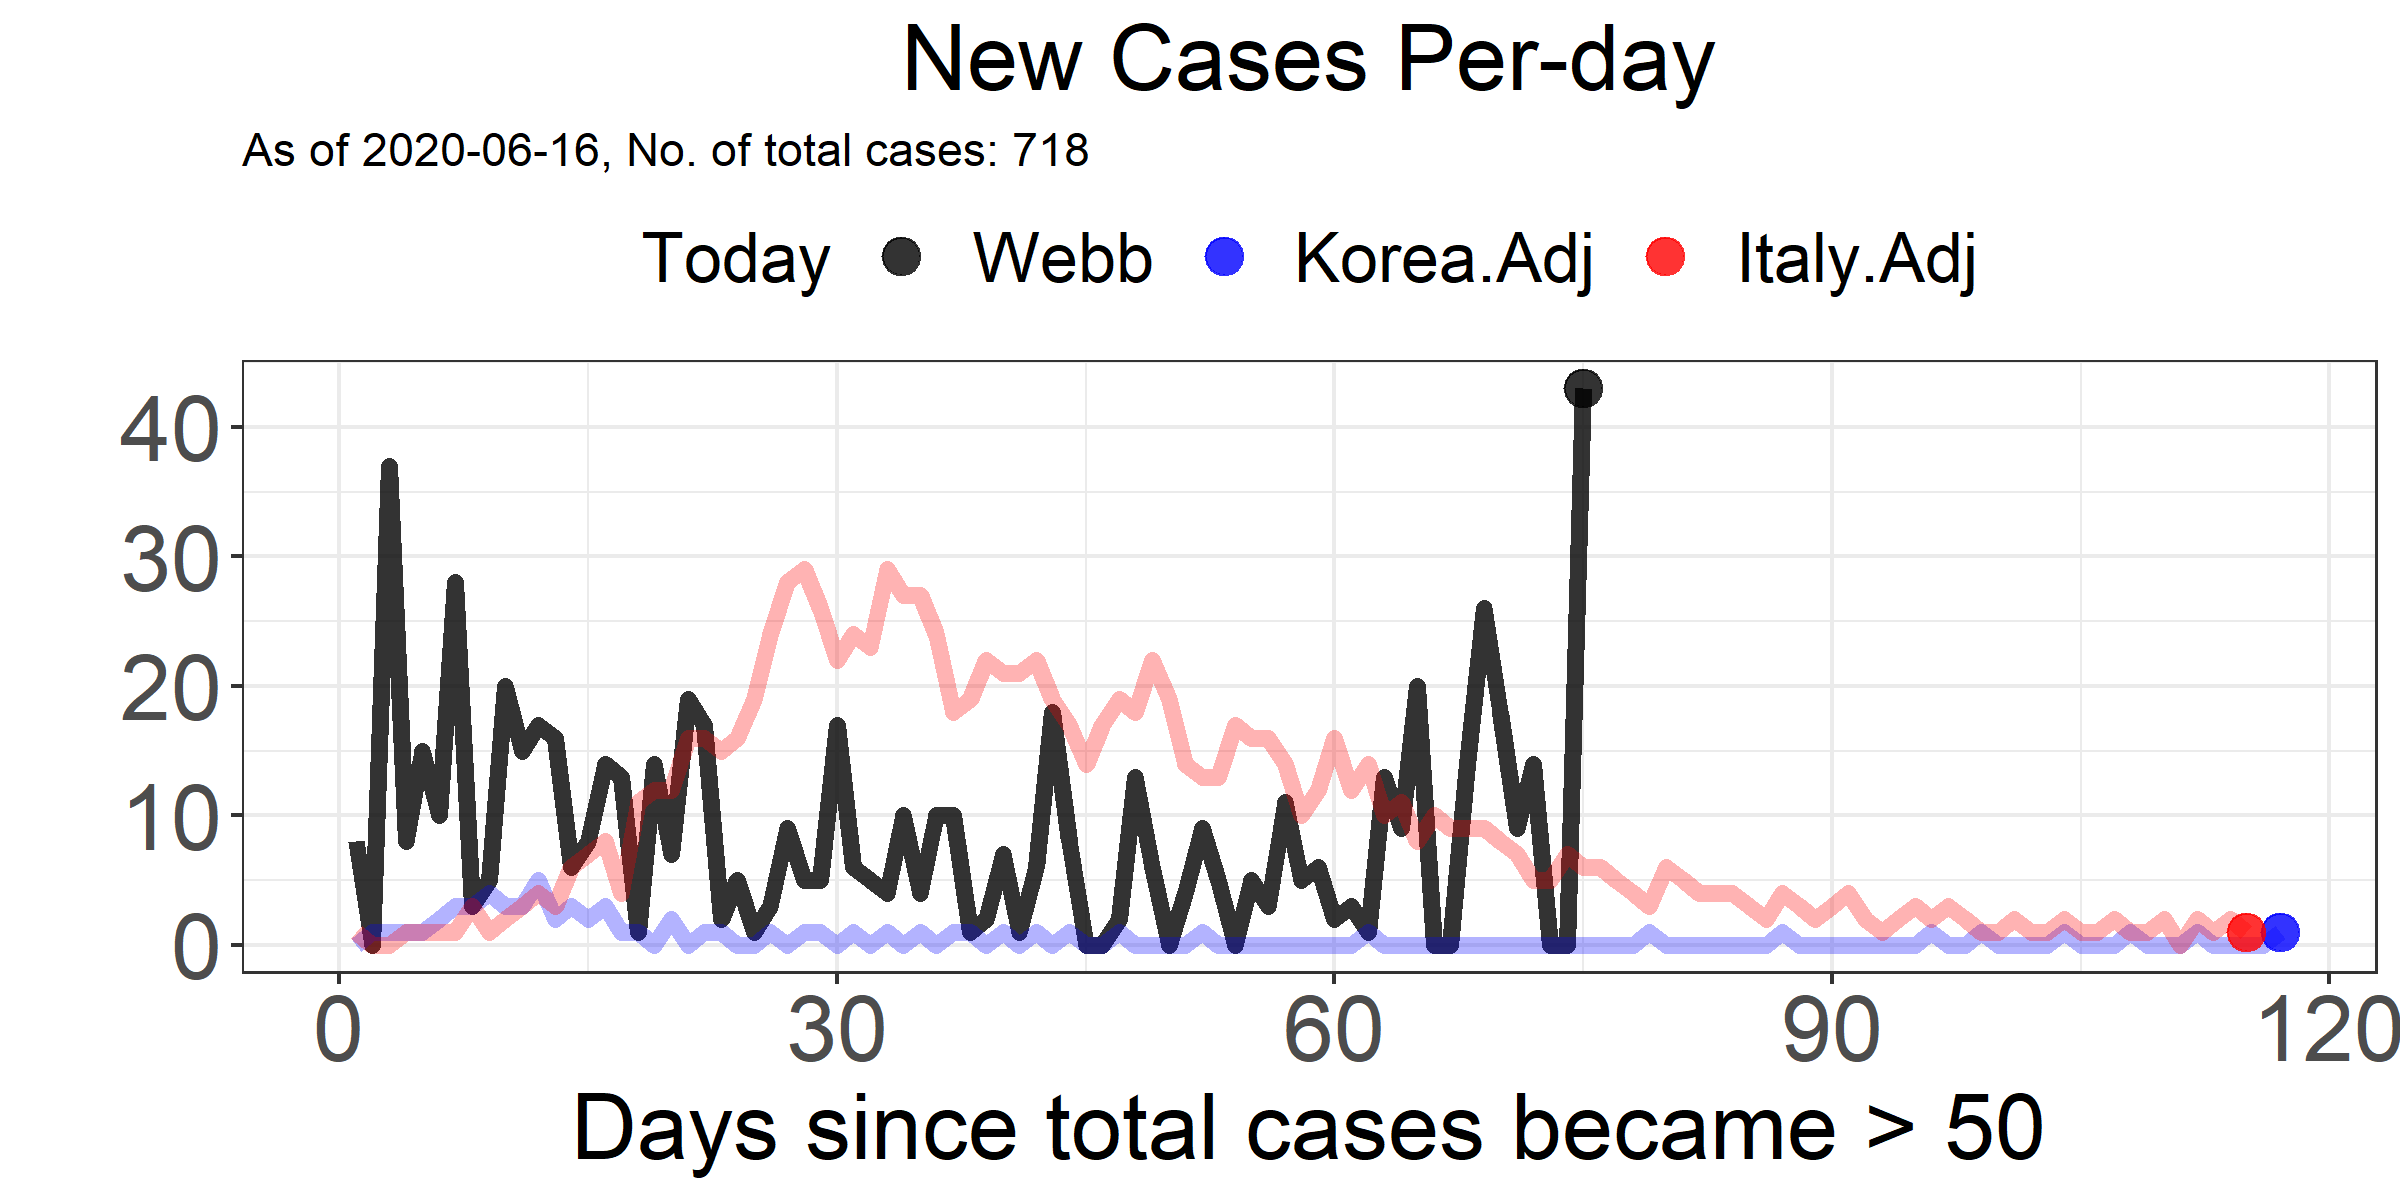 New Cases Per-day
As of 2020-06-16, No. of total cases: 718
Today Webb Korea.Adj Italy.Adj
40
30
20
10
0
0 30 60 90 120
Days since total cases became > 50